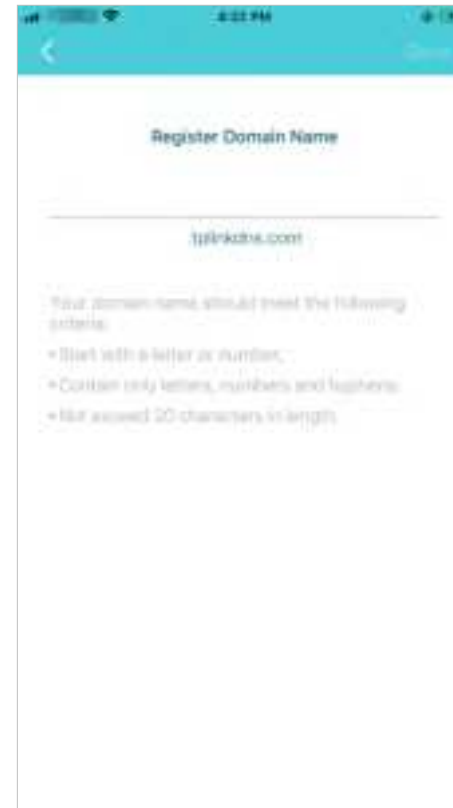 4:22 PM
Register Domain Name
tplinkdns.com
Your domain name should meet the following
criteria:
• Start with a letter or number;
• Contain only letters, numbers and hyphens;
• Not exceed 20 characters in length.